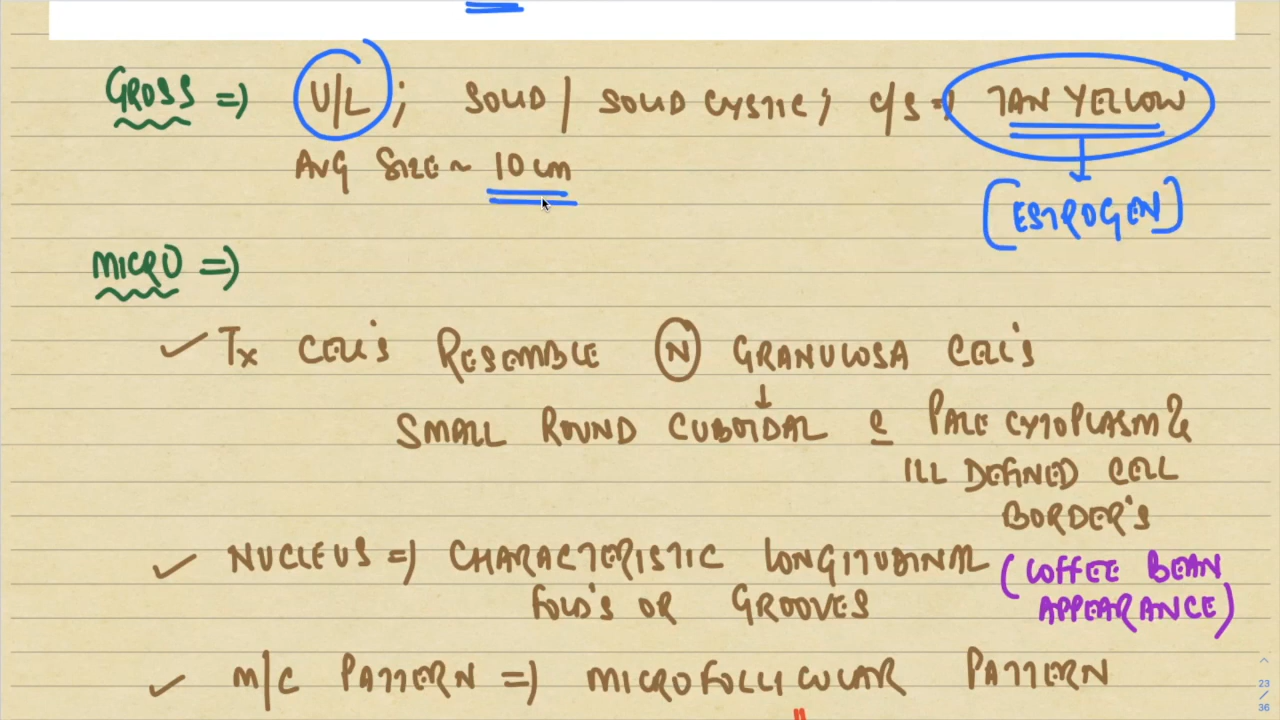 GROSS => U/L; SOLID / SOLID CYSTIC; C/S => TAN YELLOW
AVG SIZE ~ 10 cm
[ESTROGEN]
MICRO =>
✓ Tx CELL'S RESEMBLE (N) GRANULOSA CELL'S
↓
SMALL ROUND CUBOIDAL c PALE CYTOPLASM &
ILL DEFINED CELL
BORDER'S
✓ NUCLEUS => CHARACTERISTIC LONGITUDINAL (COFFEE BEAN
FOLD'S OR GROOVES APPEARANCE)
✓ M/C PATTERN => MICROFOLLICULAR PATTERN
23
/
36